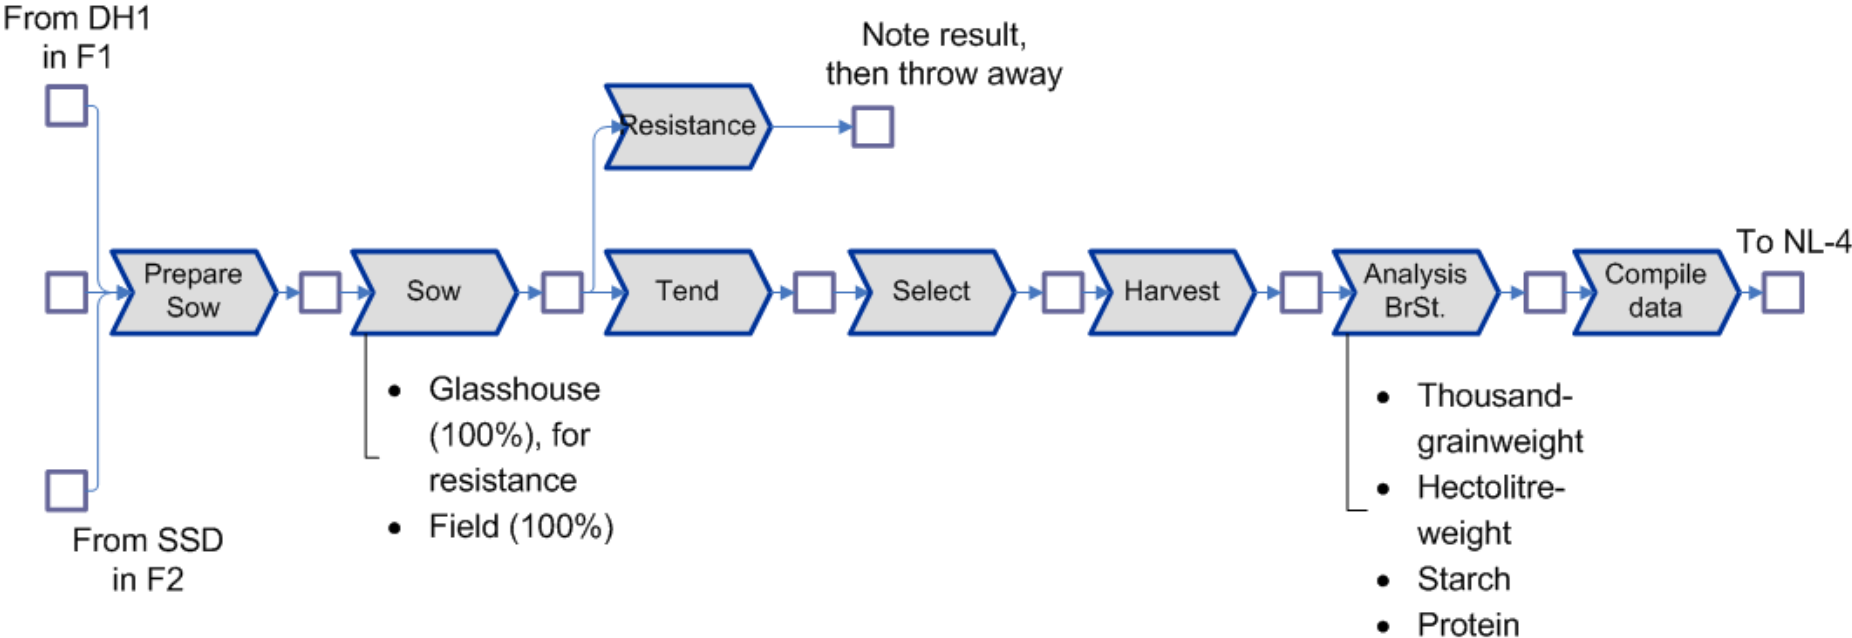 From DH1
in F1
Note result,
then throw away
Resistance
To NL-4
Prepare
Sow
Sow
Tend
Select
Harvest
Analysis
BrSt.
Compile
data
• Glasshouse
(100%), for
resistance
• Field (100%)
• Thousand-
grainweight
• Hectolitre-
weight
• Starch
• Protein
From SSD
in F2